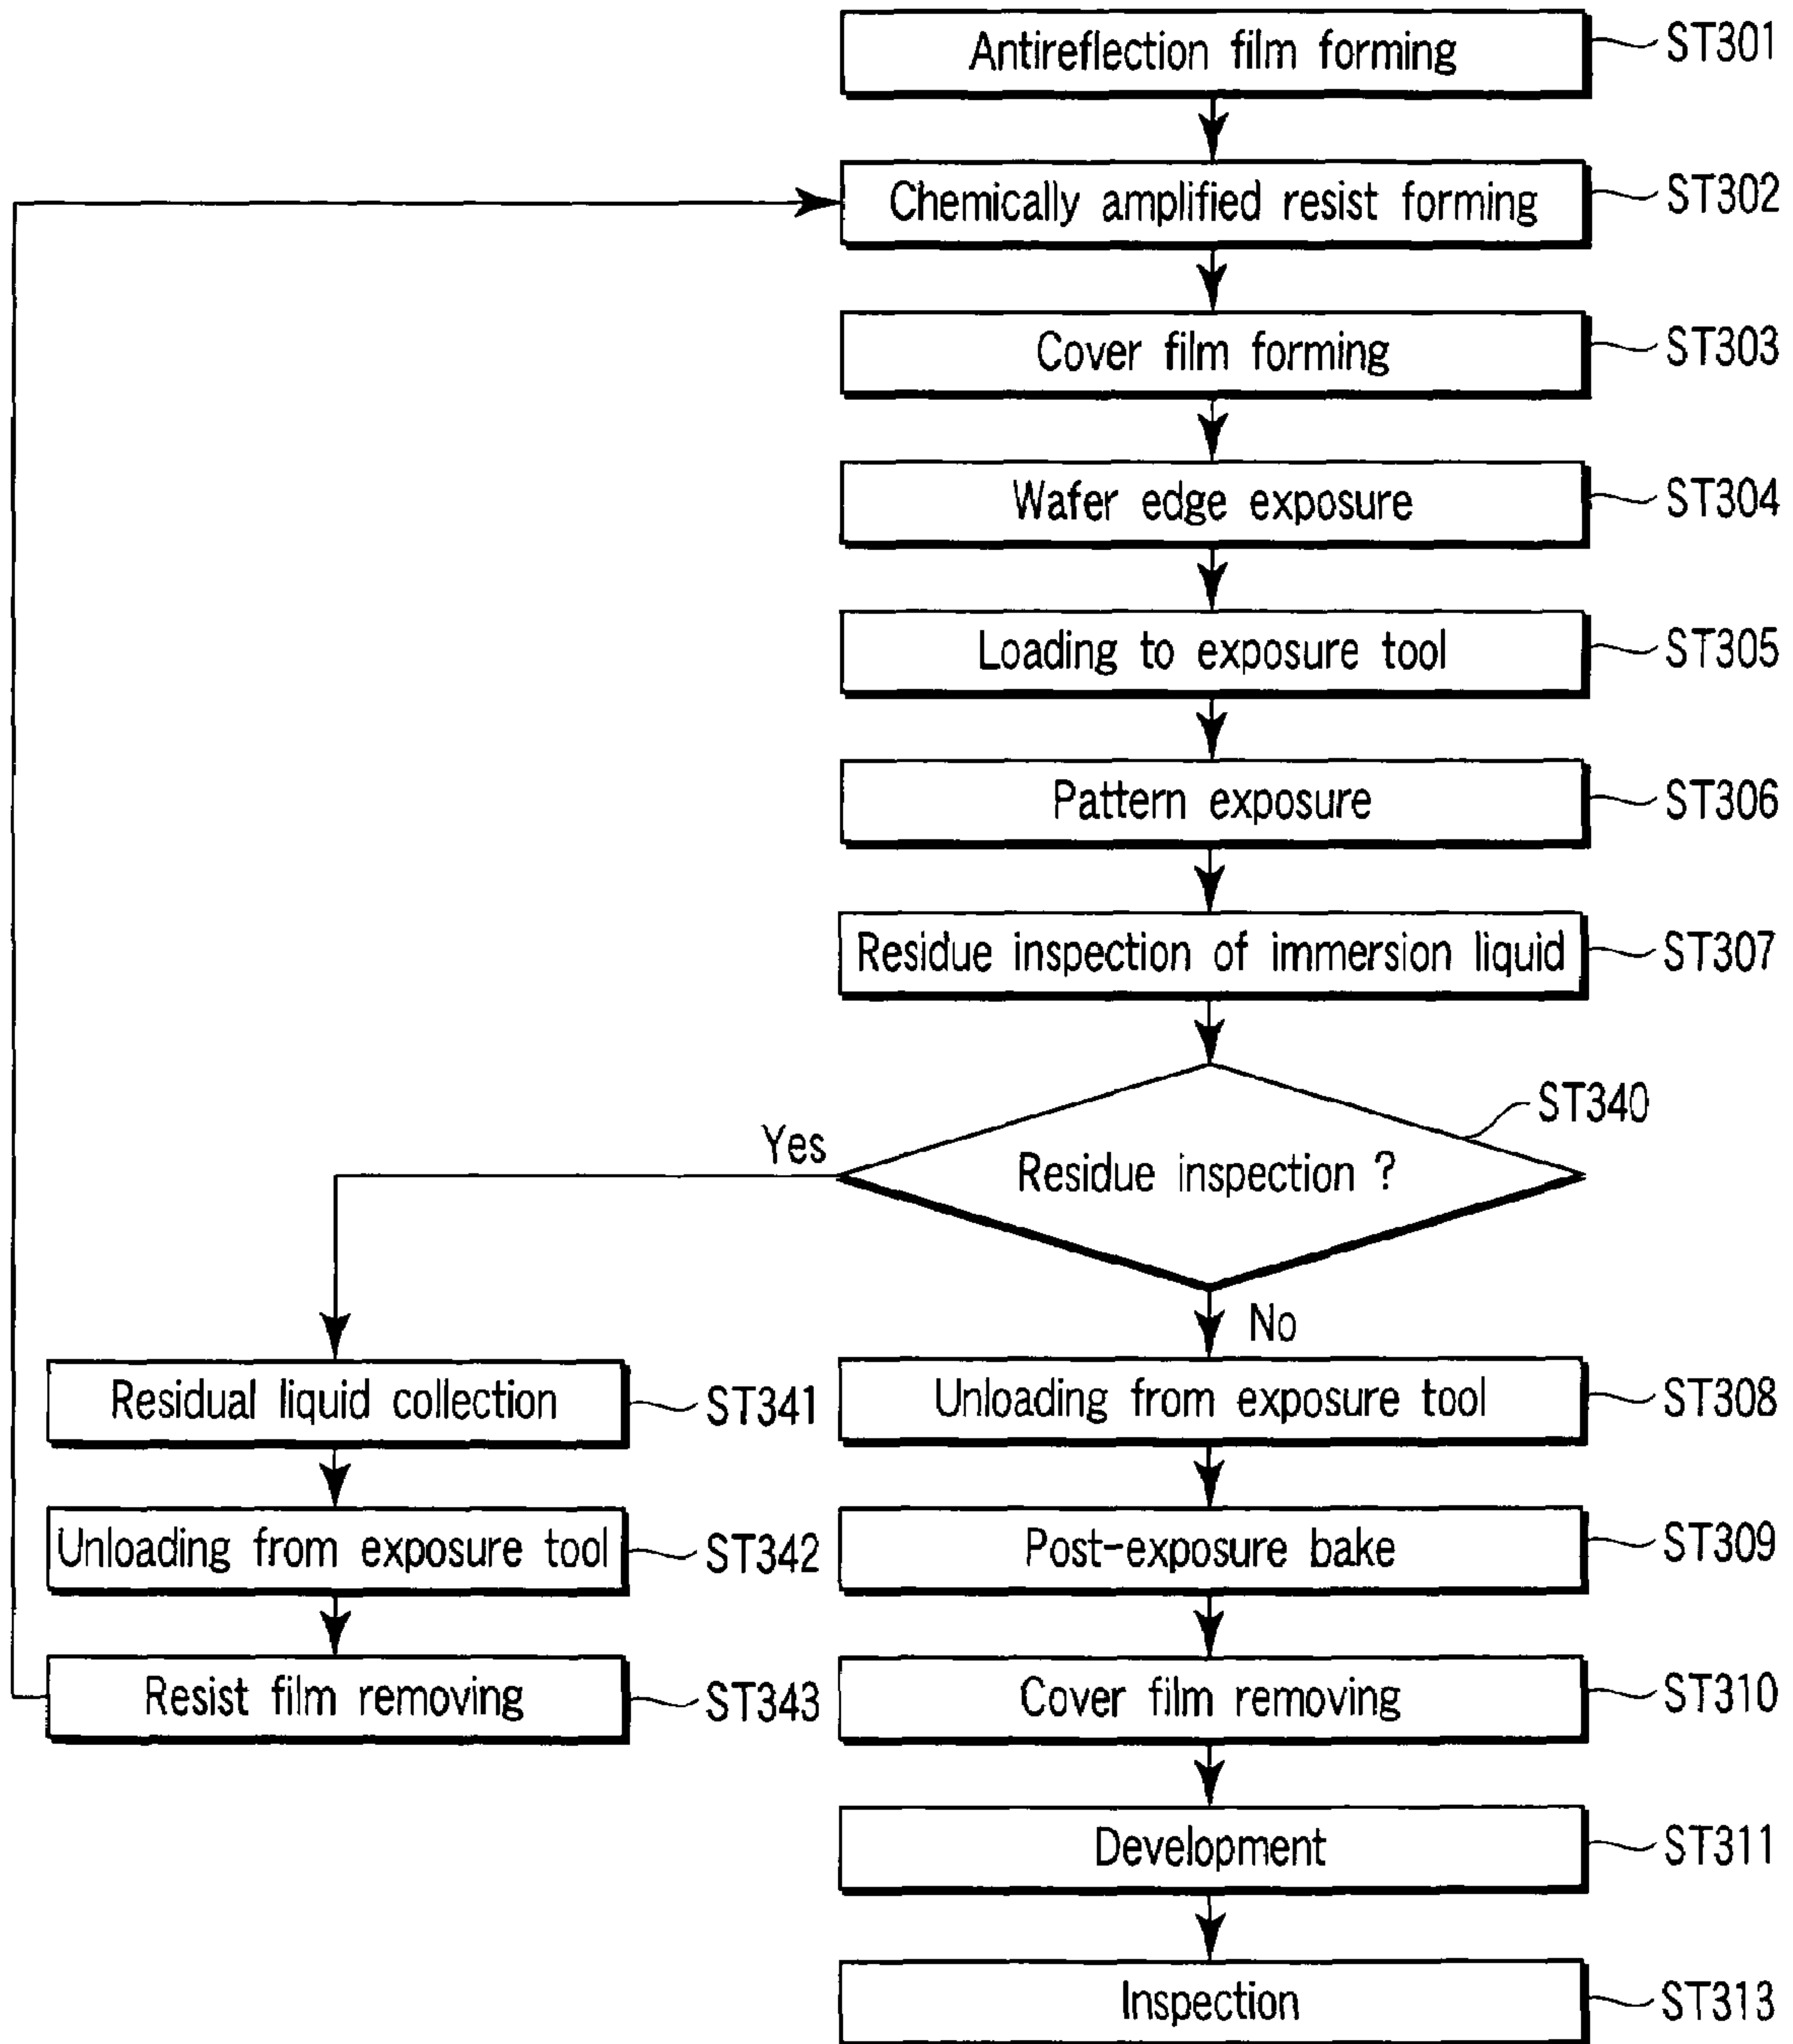 Antireflection film forming ST301
Chemically amplified resist forming ST302
Cover film forming ST303
Wafer edge exposure ST304
Loading to exposure tool ST305
Pattern exposure ST306
Residue inspection of immersion liquid ST307
ST340
Yes
Residue inspection ?
No
Residual liquid collection ST341
Unloading from exposure tool ST308
Unloading from exposure tool ST342
Post-exposure bake ST309
Resist film removing ST343
Cover film removing ST310
Development ST311
Inspection ST313